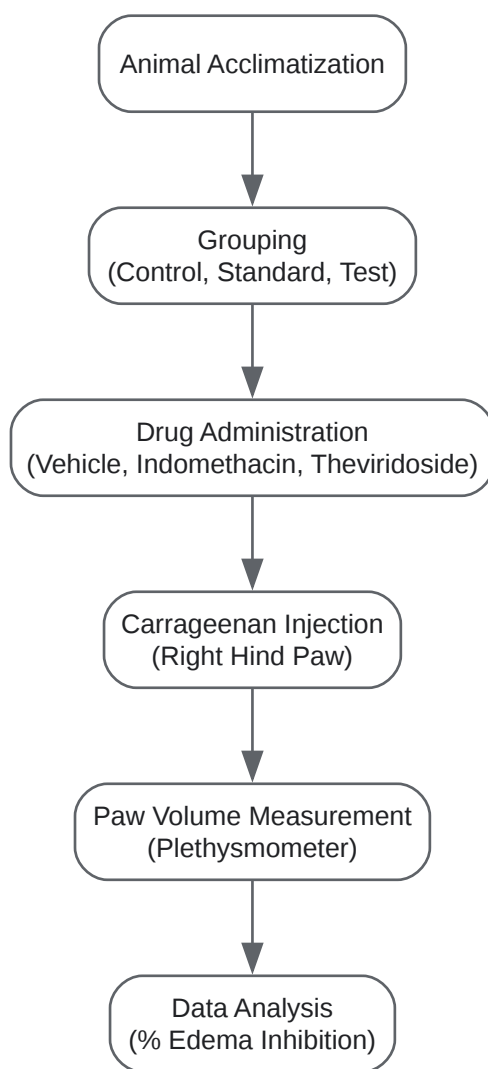 Animal Acclimatization
Grouping
(Control, Standard, Test)
Drug Administration
(Vehicle, Indomethacin, Theviridoside)
Carrageenan Injection
(Right Hind Paw)
Paw Volume Measurement
(Plethysmometer)
Data Analysis
(% Edema Inhibition)